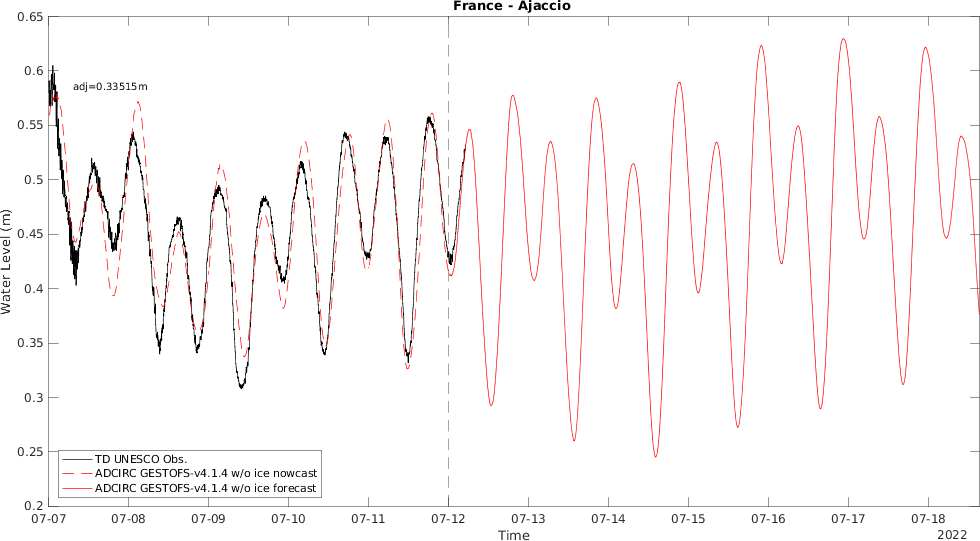 France - Ajaccio
Water Level (m)
0.65
0.6
0.55
0.5
0.45
0.4
0.35
0.3
0.25
0.2
adj=0.33515m
TD UNESCO Obs.
ADCIRC GESTOFS-v4.1.4 w/o ice nowcast
ADCIRC GESTOFS-v4.1.4 w/o ice forecast
07-07 07-08 07-09 07-10 07-11 07-12 07-13 07-14 07-15 07-16 07-17 07-18
Time
2022